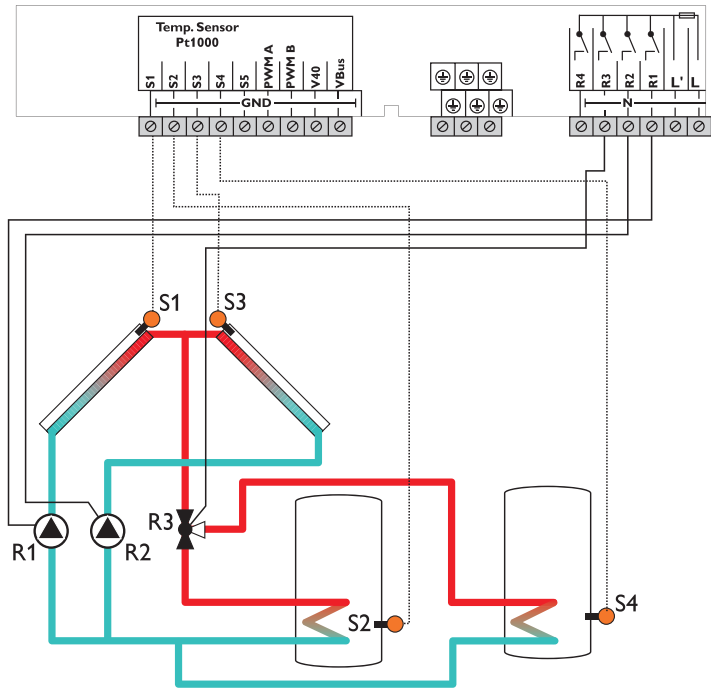 Temp. Sensor
Pt1000
S1
S2
S3
S4
S5
PWM A
PWM B
V40
VBus
GND
R4
R3
R2
R1
L'
L
N
S1
S3
R1
R2
R3
S2
S4